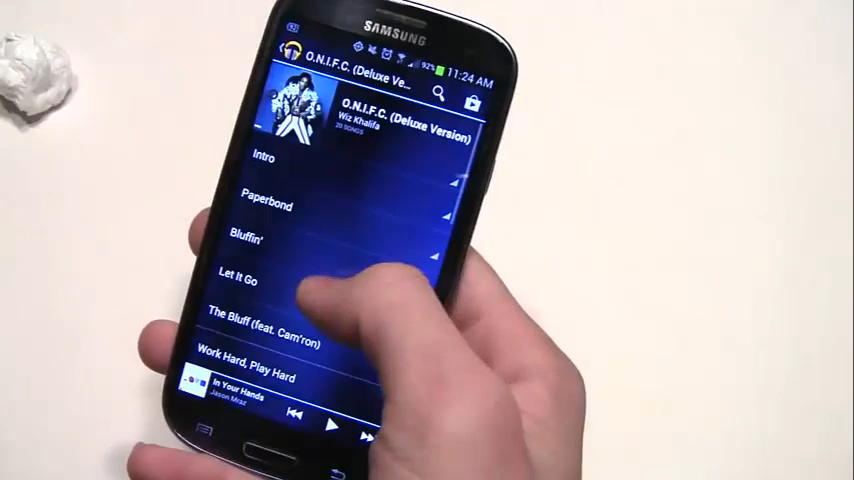 SAMSUNG
92% 11:24 AM
O.N.I.F.C. (Deluxe Ve...
O.N.I.F.C. (Deluxe Version)
Wiz Khalifa
20 SONGS
Intro
Paperbond
Bluffin'
Let It Go
The Bluff (feat. Cam'ron)
Work Hard, Play Hard
In Your Hands
Jason Mraz